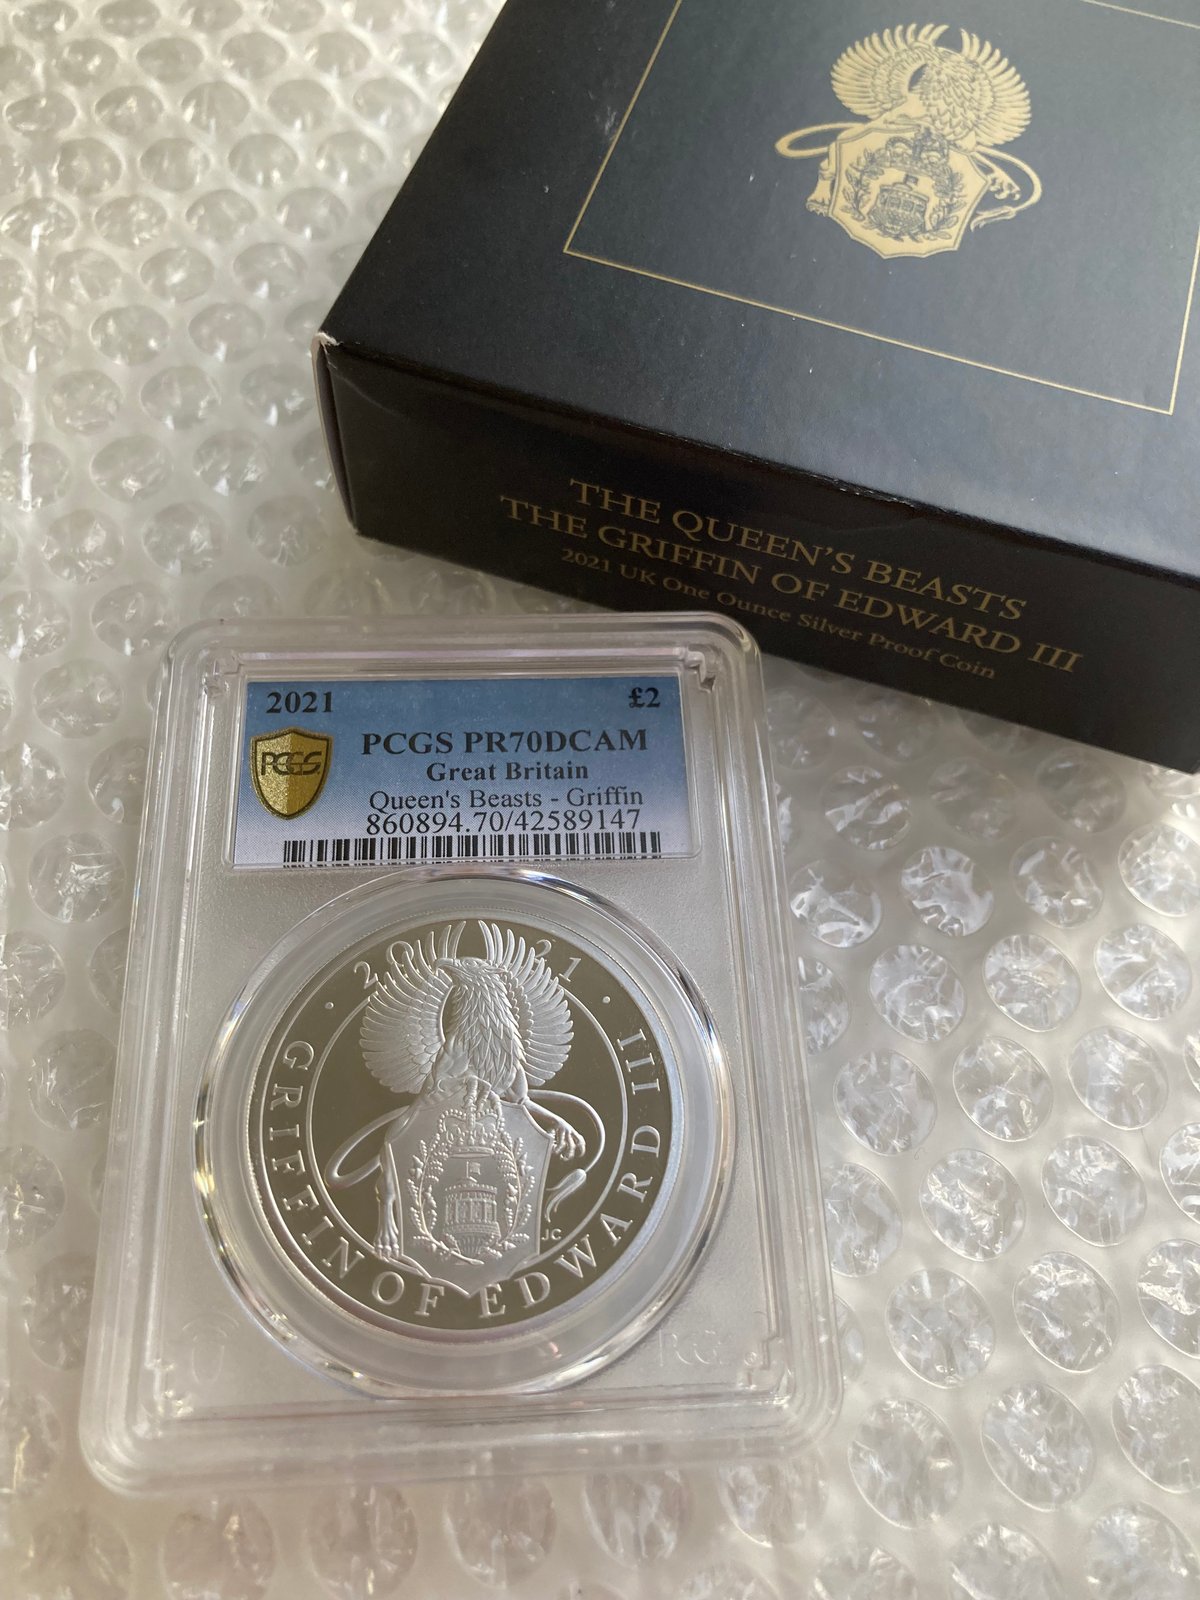 THE QUEEN'S BEASTS
THE GRIFFIN OF EDWARD III
2021 UK One Ounce Silver Proof Coin
2021 £2
PCGS
PCGS PR70DCAM
Great Britain
Queen's Beasts - Griffin
860894.70/42589147
· 2021 ·
GRIFFIN OF EDWARD III
JC